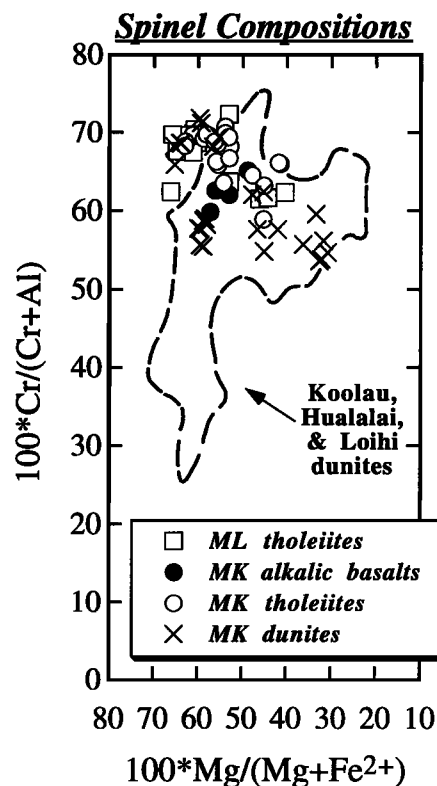 Spinel Compositions
80
70
60
50
40
30
20
10
0
100*Cr/(Cr+Al)
Koolau,
Hualalai,
& Loihi
dunites
ML tholeiites
MK alkalic basalts
MK tholeiites
MK dunites
80 70 60 50 40 30 20 10
100*Mg/(Mg+Fe²⁺)